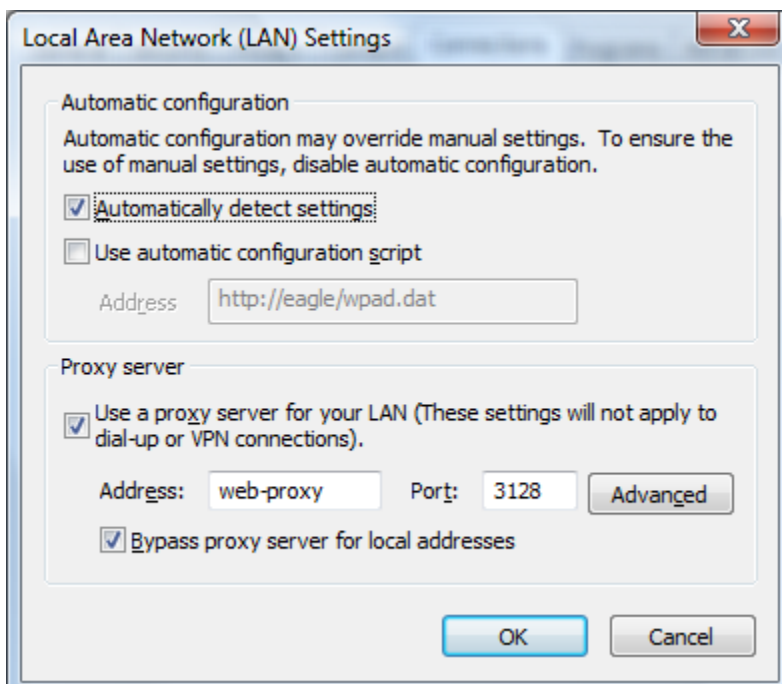 Local Area Network (LAN) Settings
Automatic configuration
Automatic configuration may override manual settings. To ensure the
use of manual settings, disable automatic configuration.
Automatically detect settings
Use automatic configuration script
Address http://eagle/wpad.dat
Proxy server
Use a proxy server for your LAN (These settings will not apply to
dial-up or VPN connections).
Address: web-proxy Port: 3128 Advanced
Bypass proxy server for local addresses
OK Cancel